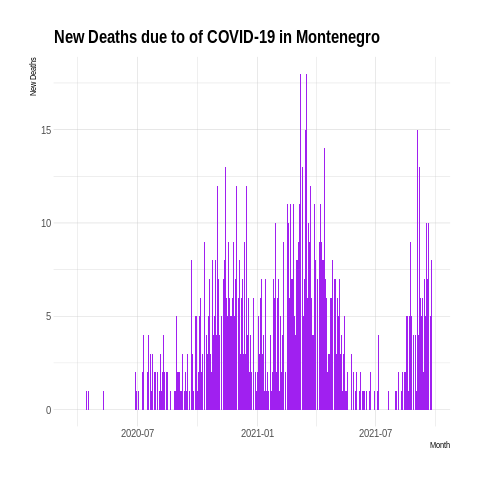 New Deaths due to of COVID-19 in Montenegro
New Deaths
15
10
5
0
2020-07
2021-01
2021-07
Month